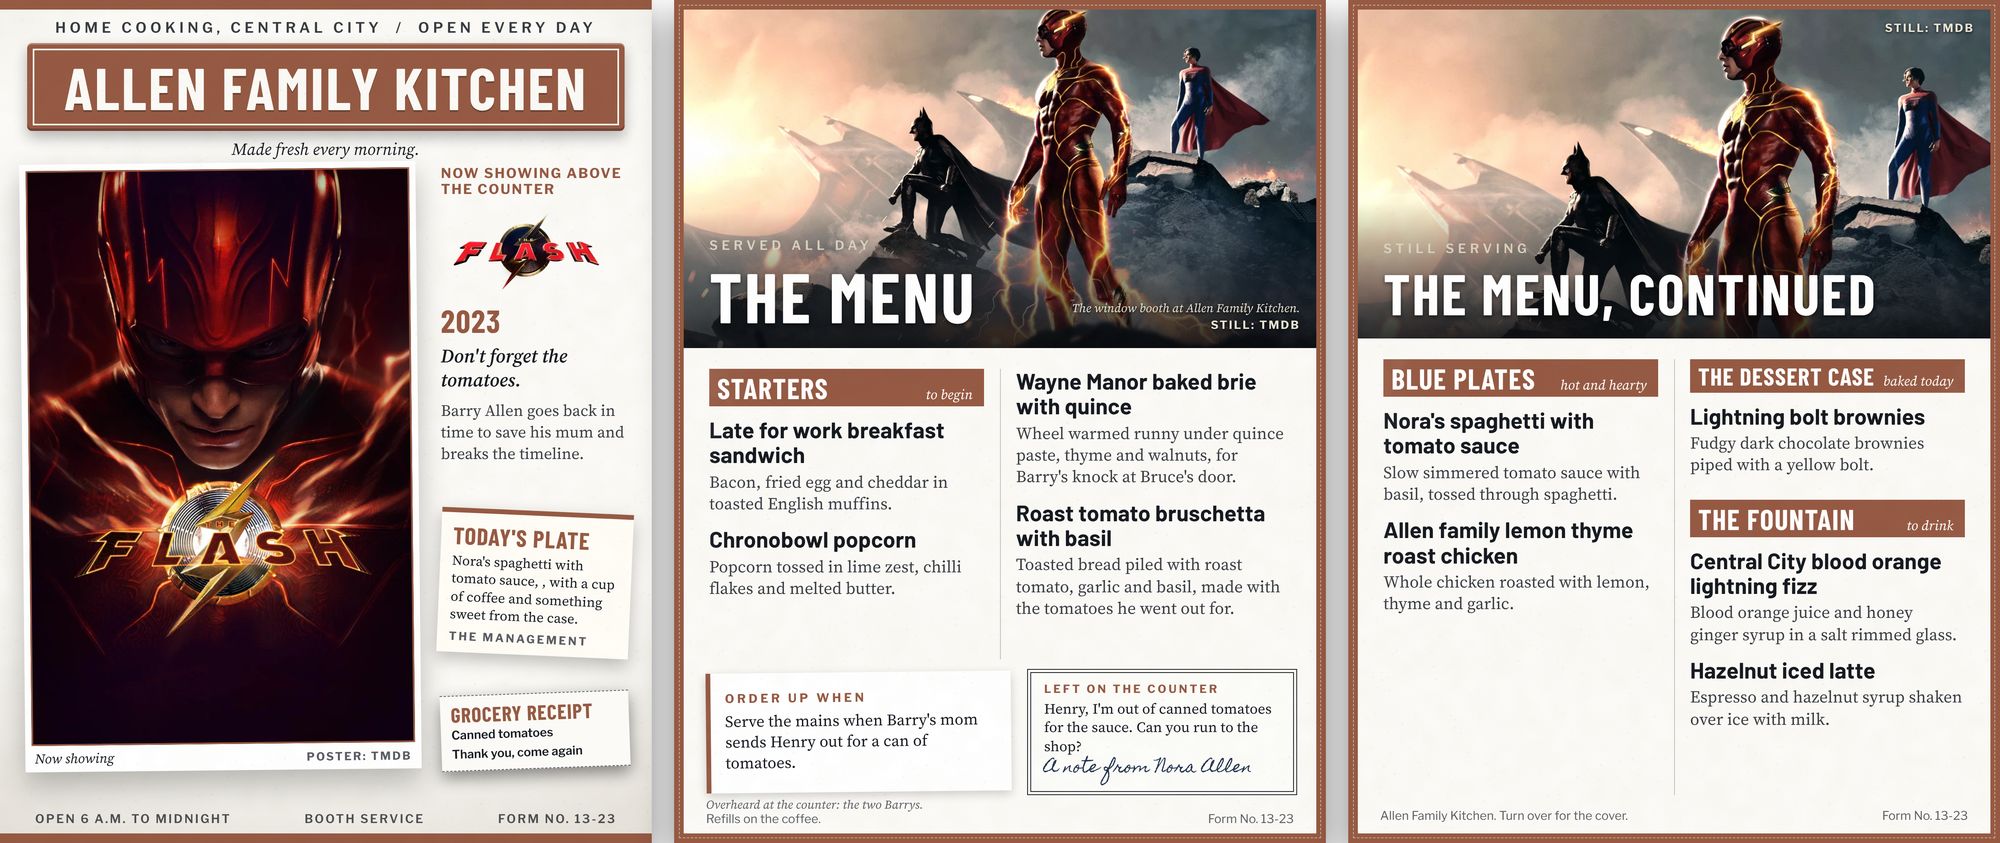 HOME COOKING, CENTRAL CITY / OPEN EVERY DAY
ALLEN FAMILY KITCHEN
Made fresh every morning.
THE
FLASH
Now showing
POSTER: TMDB
NOW SHOWING ABOVE
THE COUNTER
THE
FLASH
2023
Don't forget the
tomatoes.
Barry Allen goes back in
time to save his mum and
breaks the timeline.
TODAY'S PLATE
Nora's spaghetti with
tomato sauce, , with a cup
of coffee and something
sweet from the case.
THE MANAGEMENT
GROCERY RECEIPT
Canned tomatoes
Thank you, come again
OPEN 6 A.M. TO MIDNIGHT
BOOTH SERVICE
FORM NO. 13-23
SERVED ALL DAY
THE MENU
The window booth at Allen Family Kitchen.
STILL: TMDB
STARTERS to begin
Late for work breakfast
sandwich
Bacon, fried egg and cheddar in
toasted English muffins.
Chronobowl popcorn
Popcorn tossed in lime zest, chilli
flakes and melted butter.
Wayne Manor baked brie
with quince
Wheel warmed runny under quince
paste, thyme and walnuts, for
Barry's knock at Bruce's door.
Roast tomato bruschetta
with basil
Toasted bread piled with roast
tomato, garlic and basil, made with
the tomatoes he went out for.
ORDER UP WHEN
Serve the mains when Barry's mom
sends Henry out for a can of
tomatoes.
LEFT ON THE COUNTER
Henry, I'm out of canned tomatoes
for the sauce. Can you run to the
shop?
A note from Nora Allen
Overheard at the counter: the two Barrys.
Refills on the coffee.
Form No. 13-23
STILL: TMDB
STILL SERVING
THE MENU, CONTINUED
BLUE PLATES hot and hearty
Nora's spaghetti with
tomato sauce
Slow simmered tomato sauce with
basil, tossed through spaghetti.
Allen family lemon thyme
roast chicken
Whole chicken roasted with lemon,
thyme and garlic.
THE DESSERT CASE baked today
Lightning bolt brownies
Fudgy dark chocolate brownies
piped with a yellow bolt.
THE FOUNTAIN to drink
Central City blood orange
lightning fizz
Blood orange juice and honey
ginger syrup in a salt rimmed glass.
Hazelnut iced latte
Espresso and hazelnut syrup shaken
over ice with milk.
Allen Family Kitchen. Turn over for the cover.
Form No. 13-23